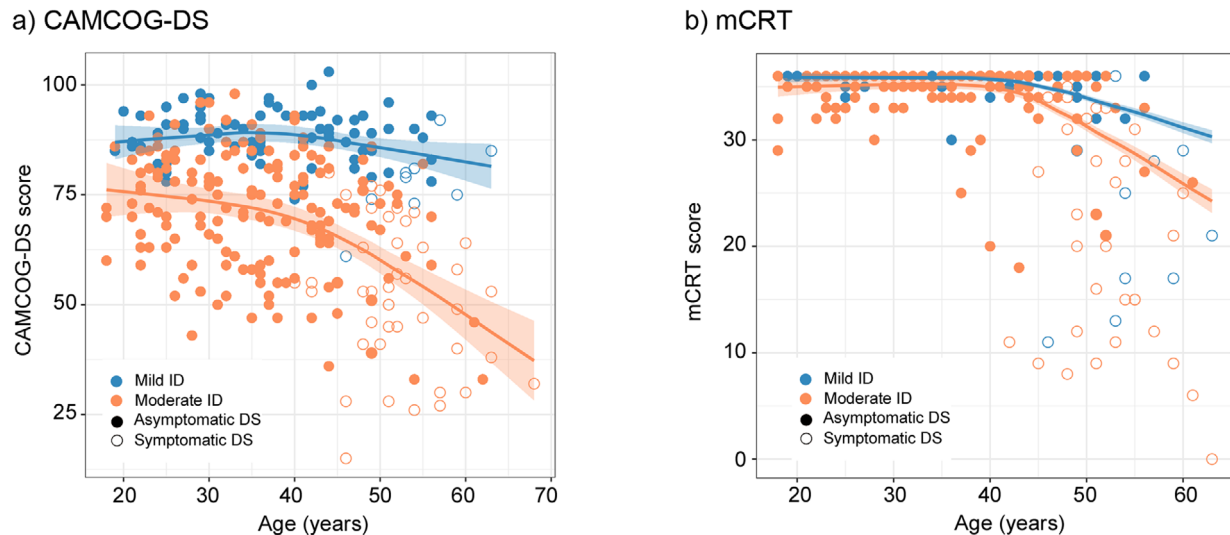 a) CAMCOG-DS
CAMCOG-DS score
100
75
50
25
Mild ID
Moderate ID
Asymptomatic DS
Symptomatic DS
20 30 40 50 60 70
Age (years)
b) mCRT
mCRT score
30
20
10
0
Mild ID
Moderate ID
Asymptomatic DS
Symptomatic DS
20 30 40 50 60
Age (years)